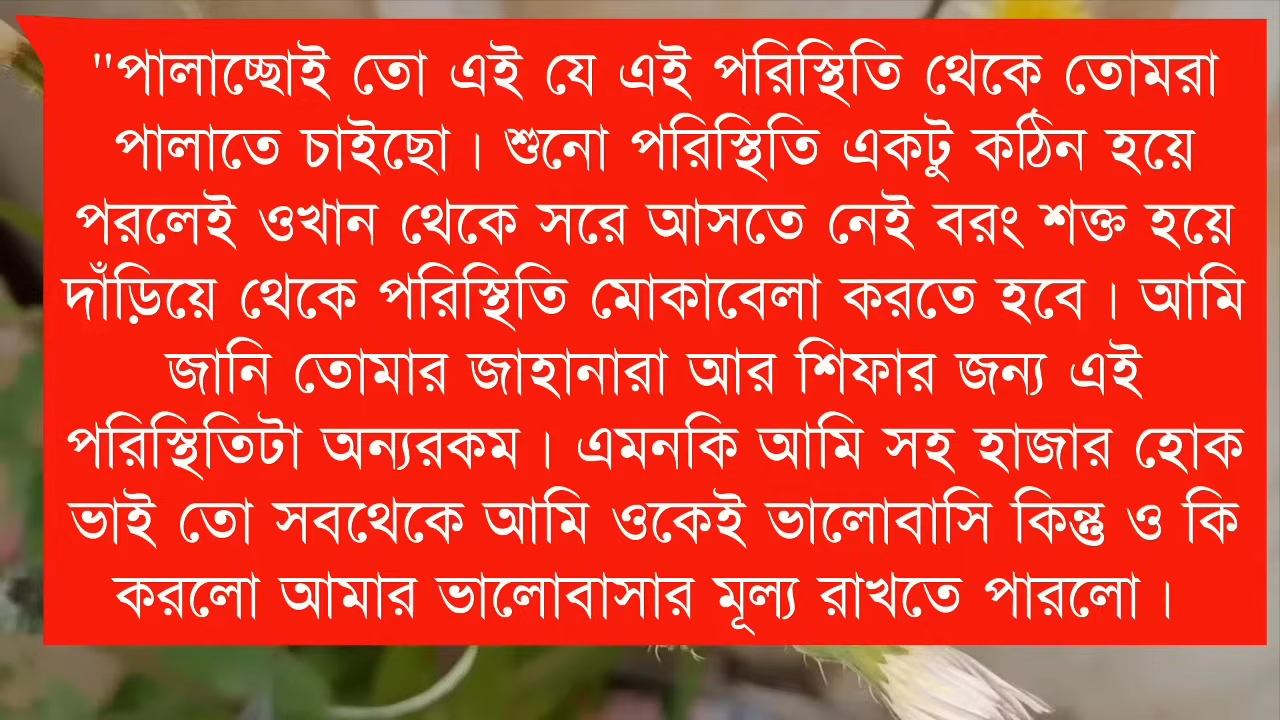 "পালাচ্ছোই তো এই যে এই পরিস্থিতি থেকে তোমরা
পালাতে চাইছো। শুনো পরিস্থিতি একটু কঠিন হয়ে
পরলেই ওখান থেকে সরে আসতে নেই বরং শক্ত হয়ে
দাঁড়িয়ে থেকে পরিস্থিতি মোকাবেলা করতে হবে। আমি
জানি তোমার জাহানারা আর শিফার জন্য এই
পরিস্থিতিটা অন্যরকম। এমনকি আমি সহ হাজার হোক
ভাই তো সবথেকে আমি ওকেই ভালোবাসি কিন্তু ও কি
করলো আমার ভালোবাসার মূল্য রাখতে পারলো।